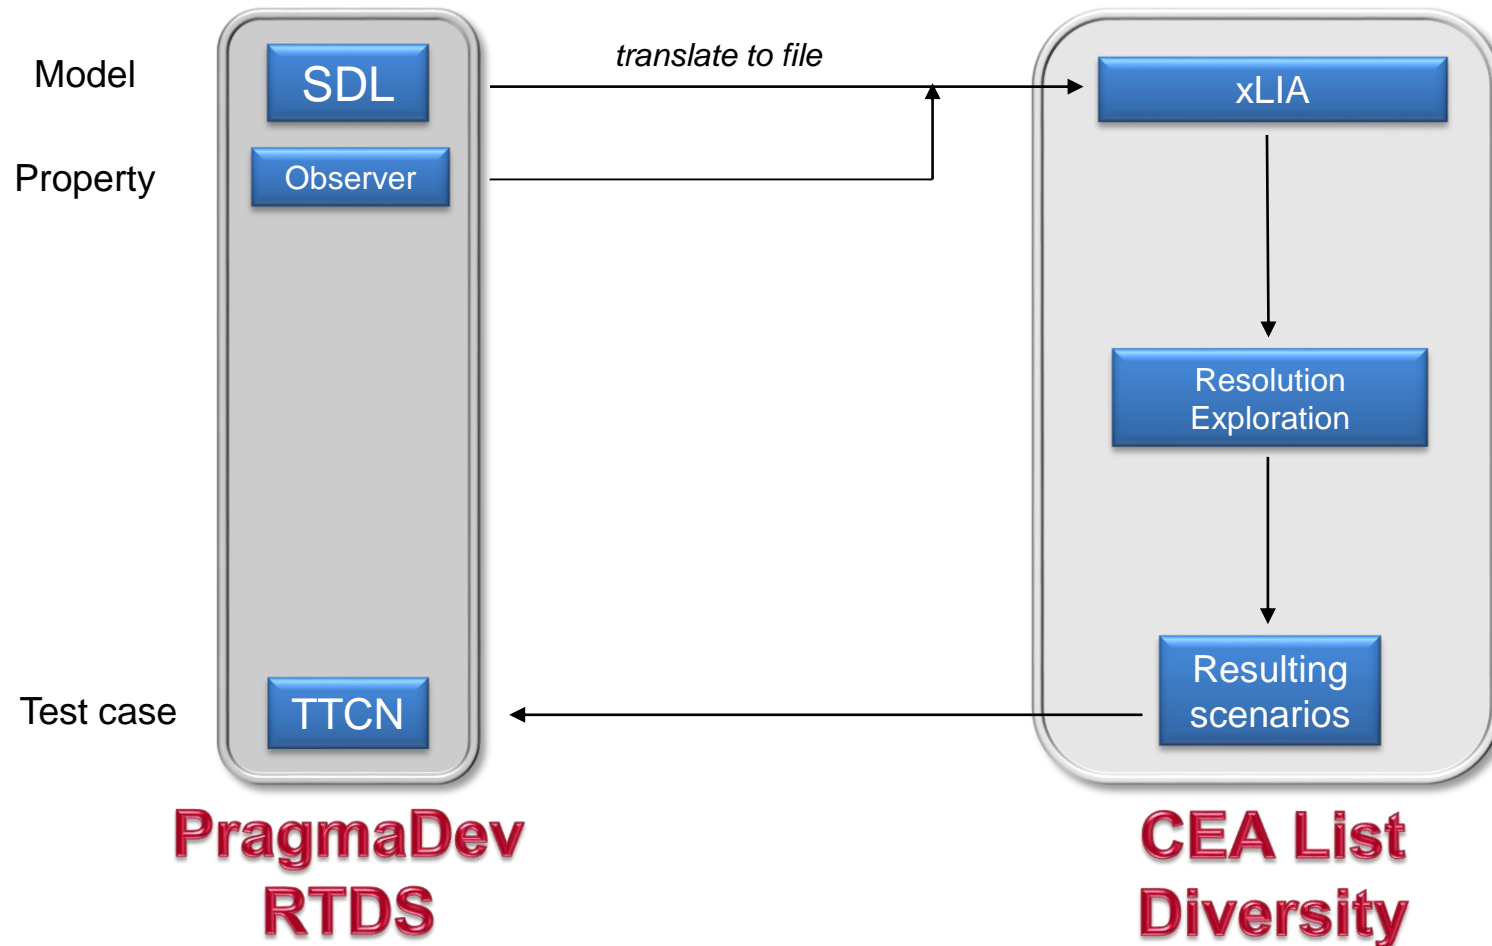 Model
SDL
translate to file
xLIA
Property
Observer
Resolution
Exploration
Test case
TTCN
Resulting
scenarios
PragmaDev
RTDS
CEA List
Diversity